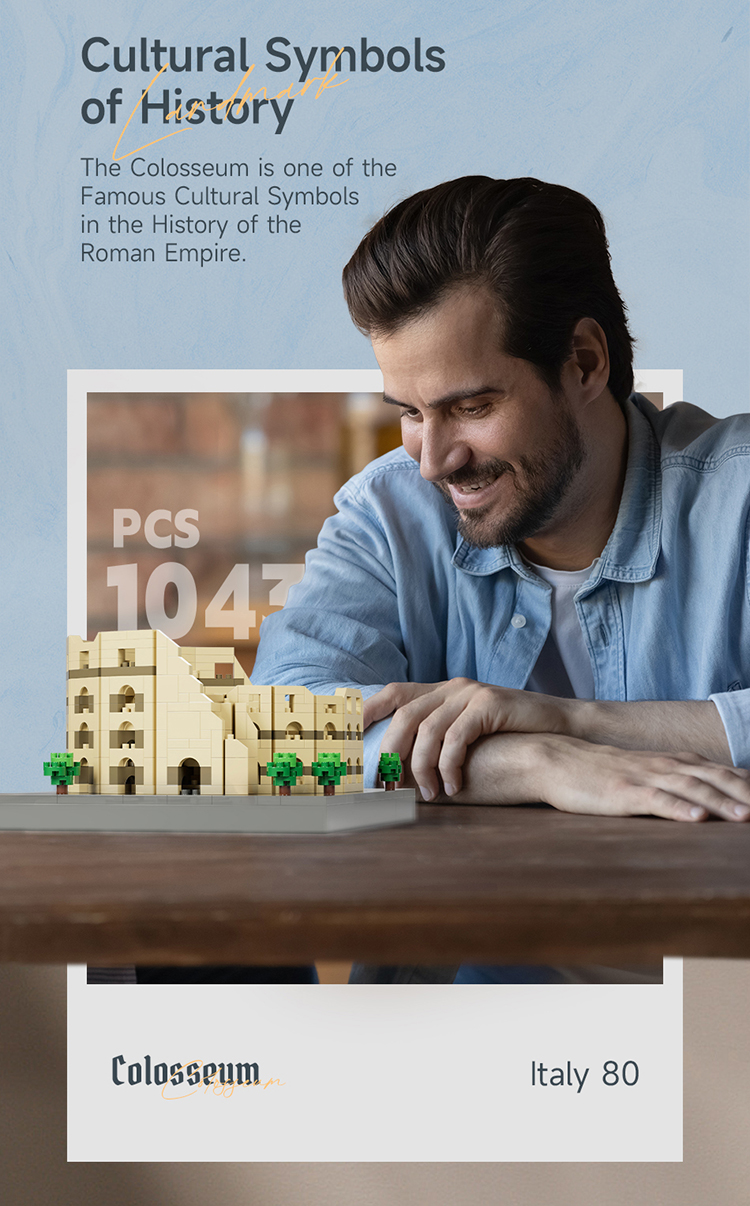 Cultural Symbols
of History
Landmark
The Colosseum is one of the
Famous Cultural Symbols
in the History of the
Roman Empire.
PCS
1043
Colosseum
Colosseum
Italy 80